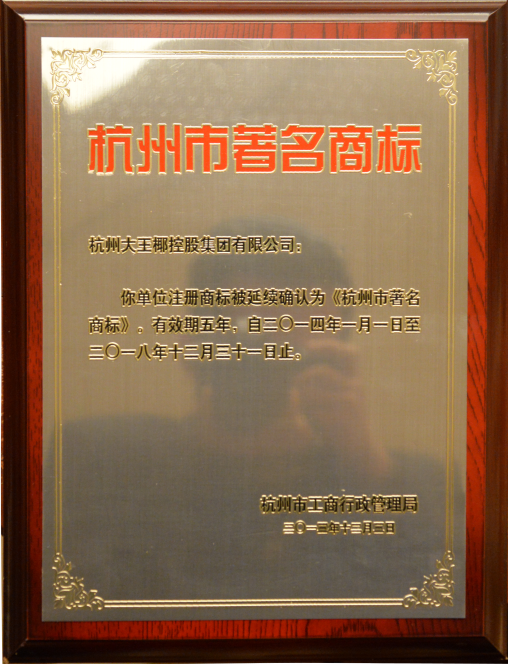 杭州市著名商标
杭州大王椰控股集团有限公司：
你单位注册商标被延续确认为《杭州市著名
商标》，有效期五年，自二〇一四年一月一日至
二〇一八年十二月三十一日止。
杭州市工商行政管理局